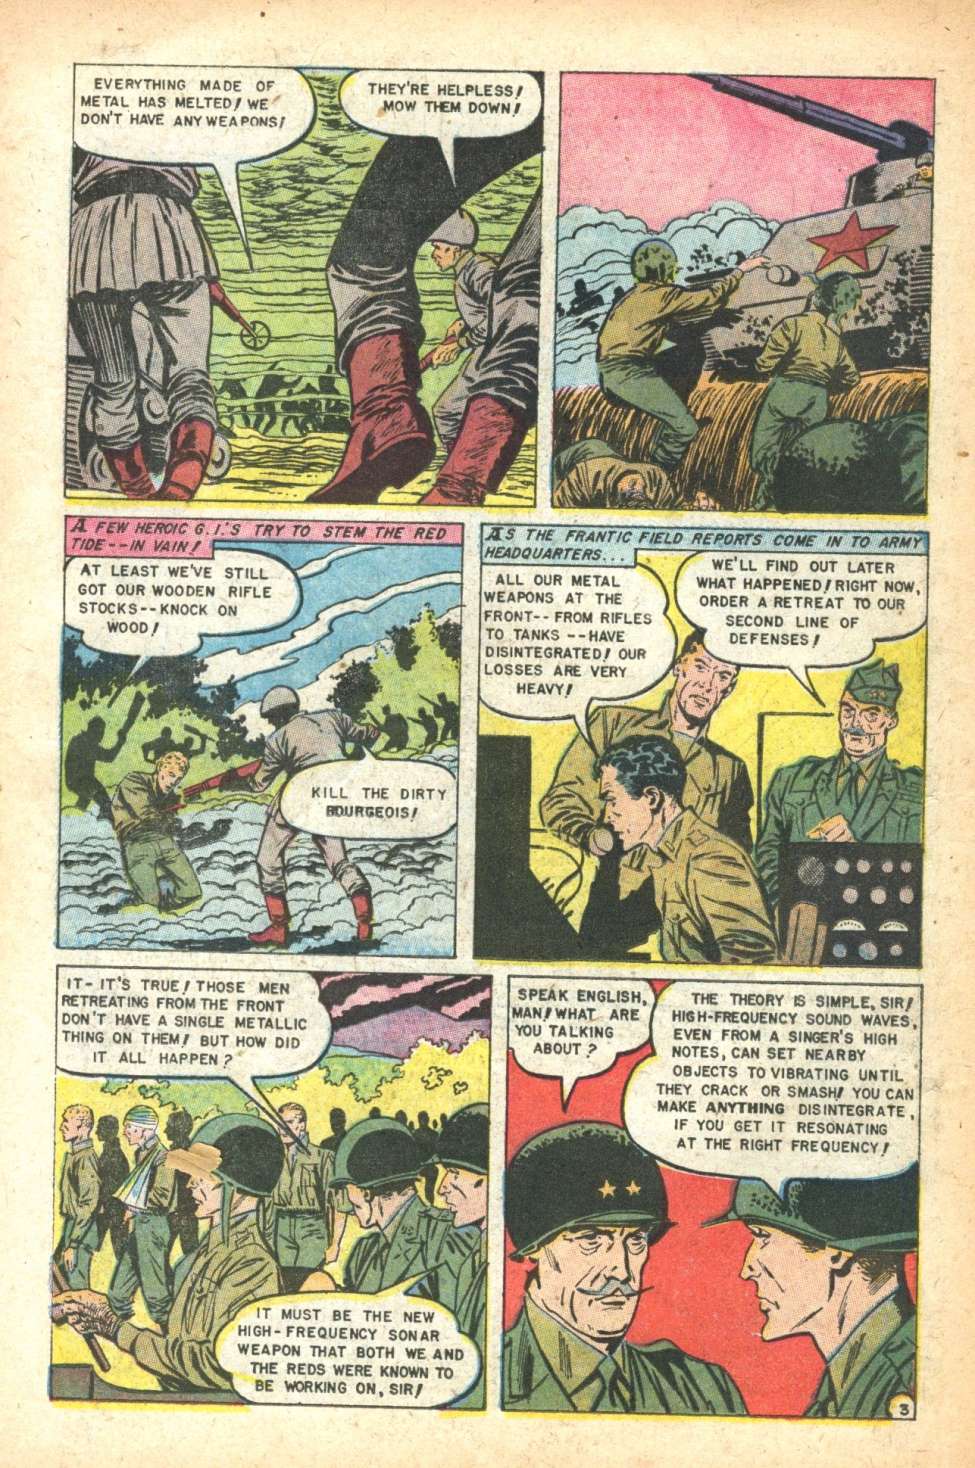 EVERYTHING MADE OF
METAL HAS MELTED! WE
DON'T HAVE ANY WEAPONS!
THEY'RE HELPLESS!
MOW THEM DOWN!
A FEW HEROIC G.I.'S TRY TO STEM THE RED
TIDE--IN VAIN!
AT LEAST WE'VE STILL
GOT OUR WOODEN RIFLE
STOCKS--KNOCK ON
WOOD!
KILL THE DIRTY
BOURGEOIS!
AS THE FRANTIC FIELD REPORTS COME IN TO ARMY
HEADQUARTERS...
ALL OUR METAL
WEAPONS AT THE
FRONT--FROM RIFLES
TO TANKS--HAVE
DISINTEGRATED! OUR
LOSSES ARE VERY
HEAVY!
WE'LL FIND OUT LATER
WHAT HAPPENED! RIGHT NOW,
ORDER A RETREAT TO OUR
SECOND LINE OF
DEFENSES!
IT-IT'S TRUE! THOSE MEN
RETREATING FROM THE FRONT
DON'T HAVE A SINGLE METALLIC
THING ON THEM! BUT HOW DID
IT ALL HAPPEN?
IT MUST BE THE NEW
HIGH-FREQUENCY SONAR
WEAPON THAT BOTH WE AND
THE REDS WERE KNOWN TO
BE WORKING ON, SIR!
SPEAK ENGLISH,
MAN! WHAT ARE
YOU TALKING
ABOUT?
THE THEORY IS SIMPLE, SIR!
HIGH-FREQUENCY SOUND WAVES,
EVEN FROM A SINGER'S HIGH
NOTES, CAN SET NEARBY
OBJECTS TO VIBRATING UNTIL
THEY CRACK OR SMASH! YOU CAN
MAKE ANYTHING DISINTEGRATE,
IF YOU GET IT RESONATING
AT THE RIGHT FREQUENCY!
3